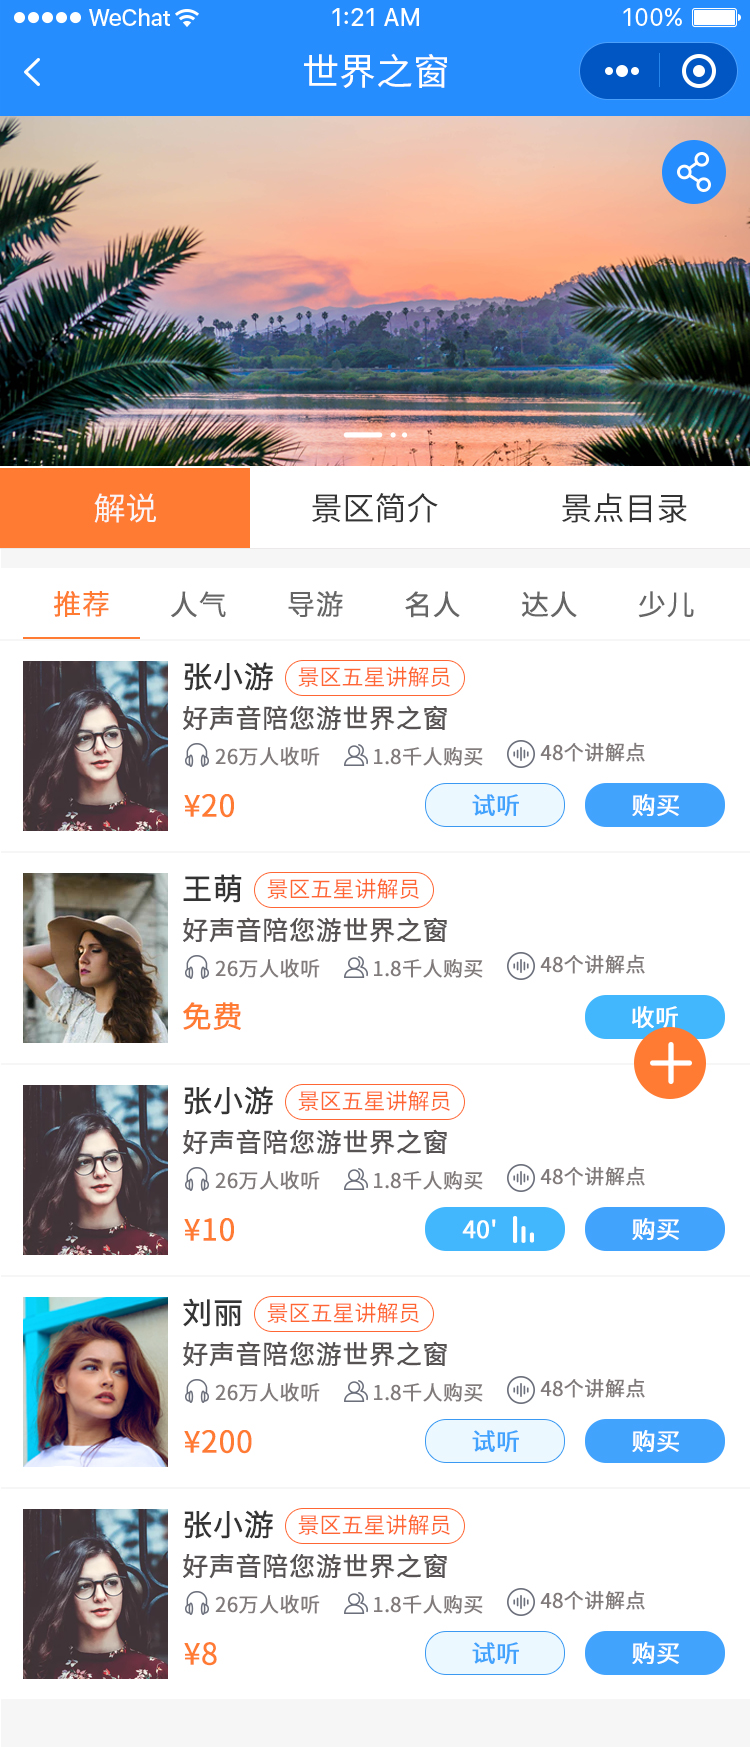 WeChat 1:21 AM 100%
世界之窗
解说 景区简介 景点目录
推荐 人气 导游 名人 达人 少儿
张小游 景区五星讲解员
好声音陪您游世界之窗
26万人收听 1.8千人购买 48个讲解点
¥20 试听 购买
王萌 景区五星讲解员
好声音陪您游世界之窗
26万人收听 1.8千人购买 48个讲解点
免费 收听
张小游 景区五星讲解员
好声音陪您游世界之窗
26万人收听 1.8千人购买 48个讲解点
¥10 40' 购买
刘丽 景区五星讲解员
好声音陪您游世界之窗
26万人收听 1.8千人购买 48个讲解点
¥200 试听 购买
张小游 景区五星讲解员
好声音陪您游世界之窗
26万人收听 1.8千人购买 48个讲解点
¥8 试听 购买